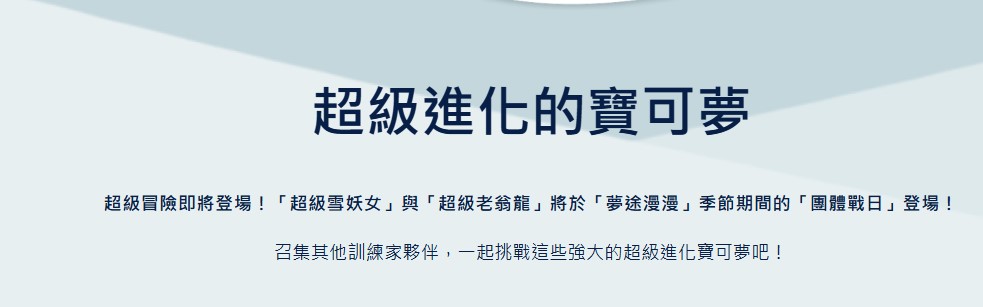 超級進化的寶可夢
超級冒險即將登場！「超級雪妖女」與「超級老翁龍」將於「夢途漫漫」季節期間的「團體戰日」登場！
召集其他訓練家夥伴，一起挑戰這些強大的超級進化寶可夢吧！